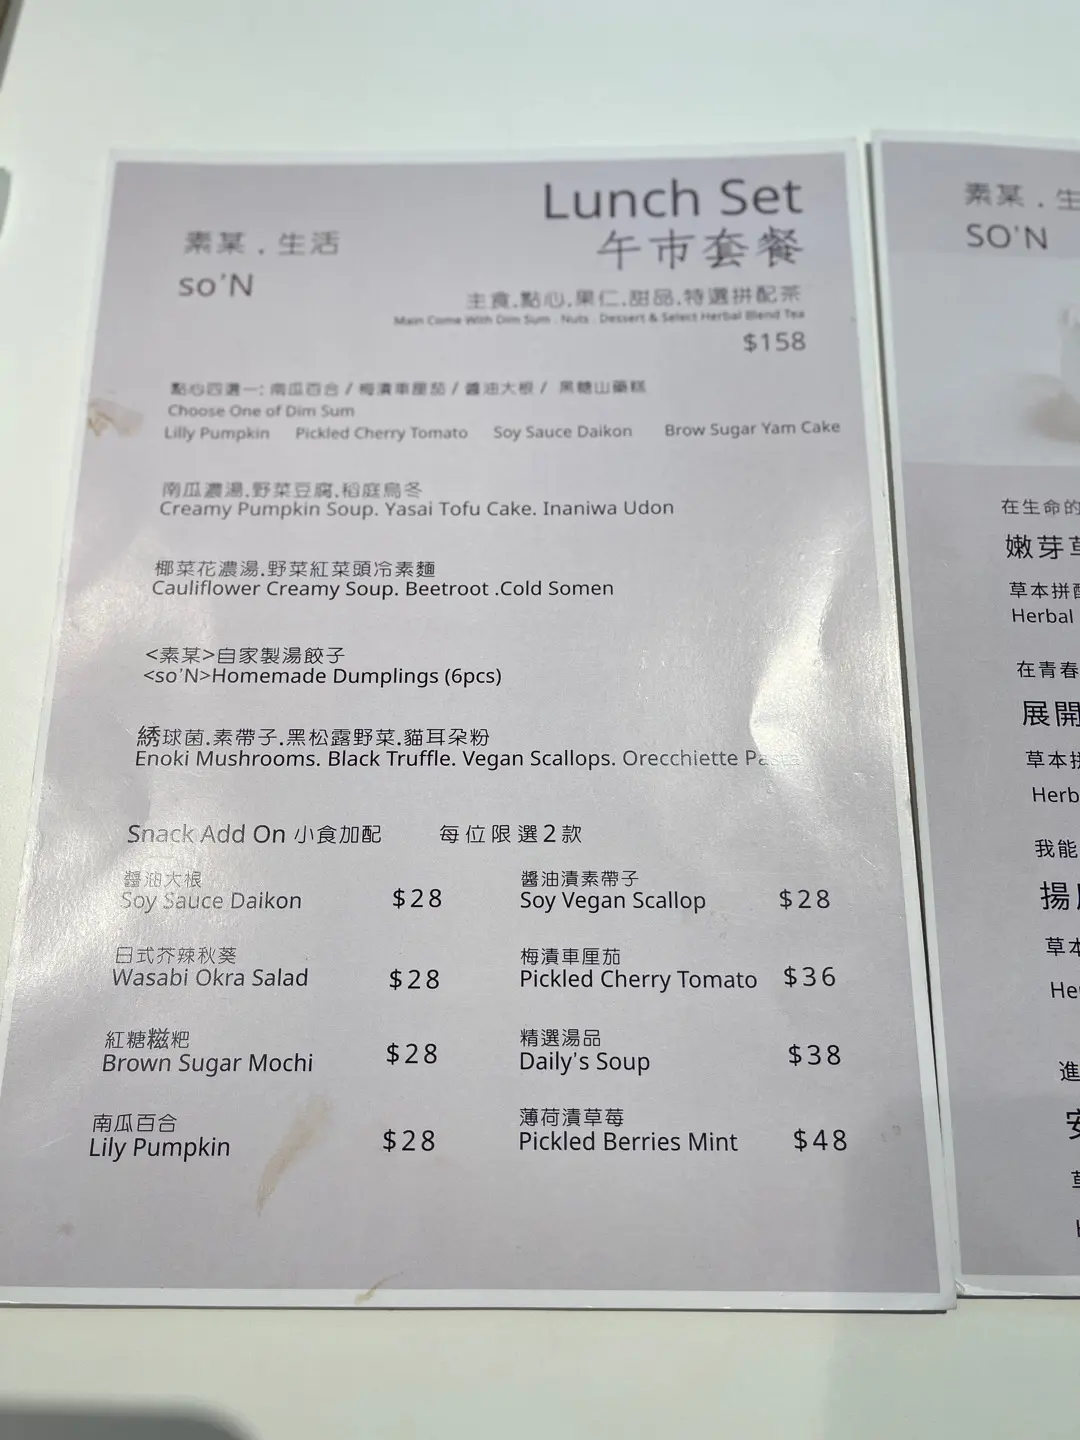 Lunch Set
午市套餐
素某.生活
so'N
主食.點心.果仁.甜品.特選拼配茶
Main Come With Dim Sum . Nuts . Dessert & Select Herbal Blend Tea
$158
點心四選一: 南瓜百合 / 梅漬車厘茄 / 醬油大根 / 黑糖山藥糕
Choose One of Dim Sum
Lilly Pumpkin Pickled Cherry Tomato Soy Sauce Daikon Brow Sugar Yam Cake
南瓜濃湯.野菜豆腐.稻庭烏冬
Creamy Pumpkin Soup. Yasai Tofu Cake. Inaniwa Udon
椰菜花濃湯.野菜紅菜頭冷素麵
Cauliflower Creamy Soup. Beetroot .Cold Somen
<素某>自家製湯餃子
<so'N>Homemade Dumplings (6pcs)
綉球菌.素帶子.黑松露野菜.貓耳朵粉
Enoki Mushrooms. Black Truffle. Vegan Scallops. Orecchiette Pasta
Snack Add On 小食加配 每位限選2款
醬油大根
Soy Sauce Daikon $28
醬油漬素帶子
Soy Vegan Scallop $28
日式芥辣秋葵
Wasabi Okra Salad $28
梅漬車厘茄
Pickled Cherry Tomato $36
紅糖糍粑
Brown Sugar Mochi $28
精選湯品
Daily's Soup $38
南瓜百合
Lily Pumpkin $28
薄荷漬草莓
Pickled Berries Mint $48
素某.生
SO'N
在生命的
嫩芽
草本拼
Herbal
在青春
展開
草本拼
Herb
我能
揚
草本
He
進